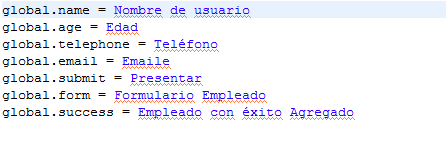 global.name = Nombre de usuario
global.age = Edad
global.telephone = Teléfono
global.email = Emaile
global.submit = Presentar
global.form = Formulario Empleado
global.success = Empleado con éxito Agregado